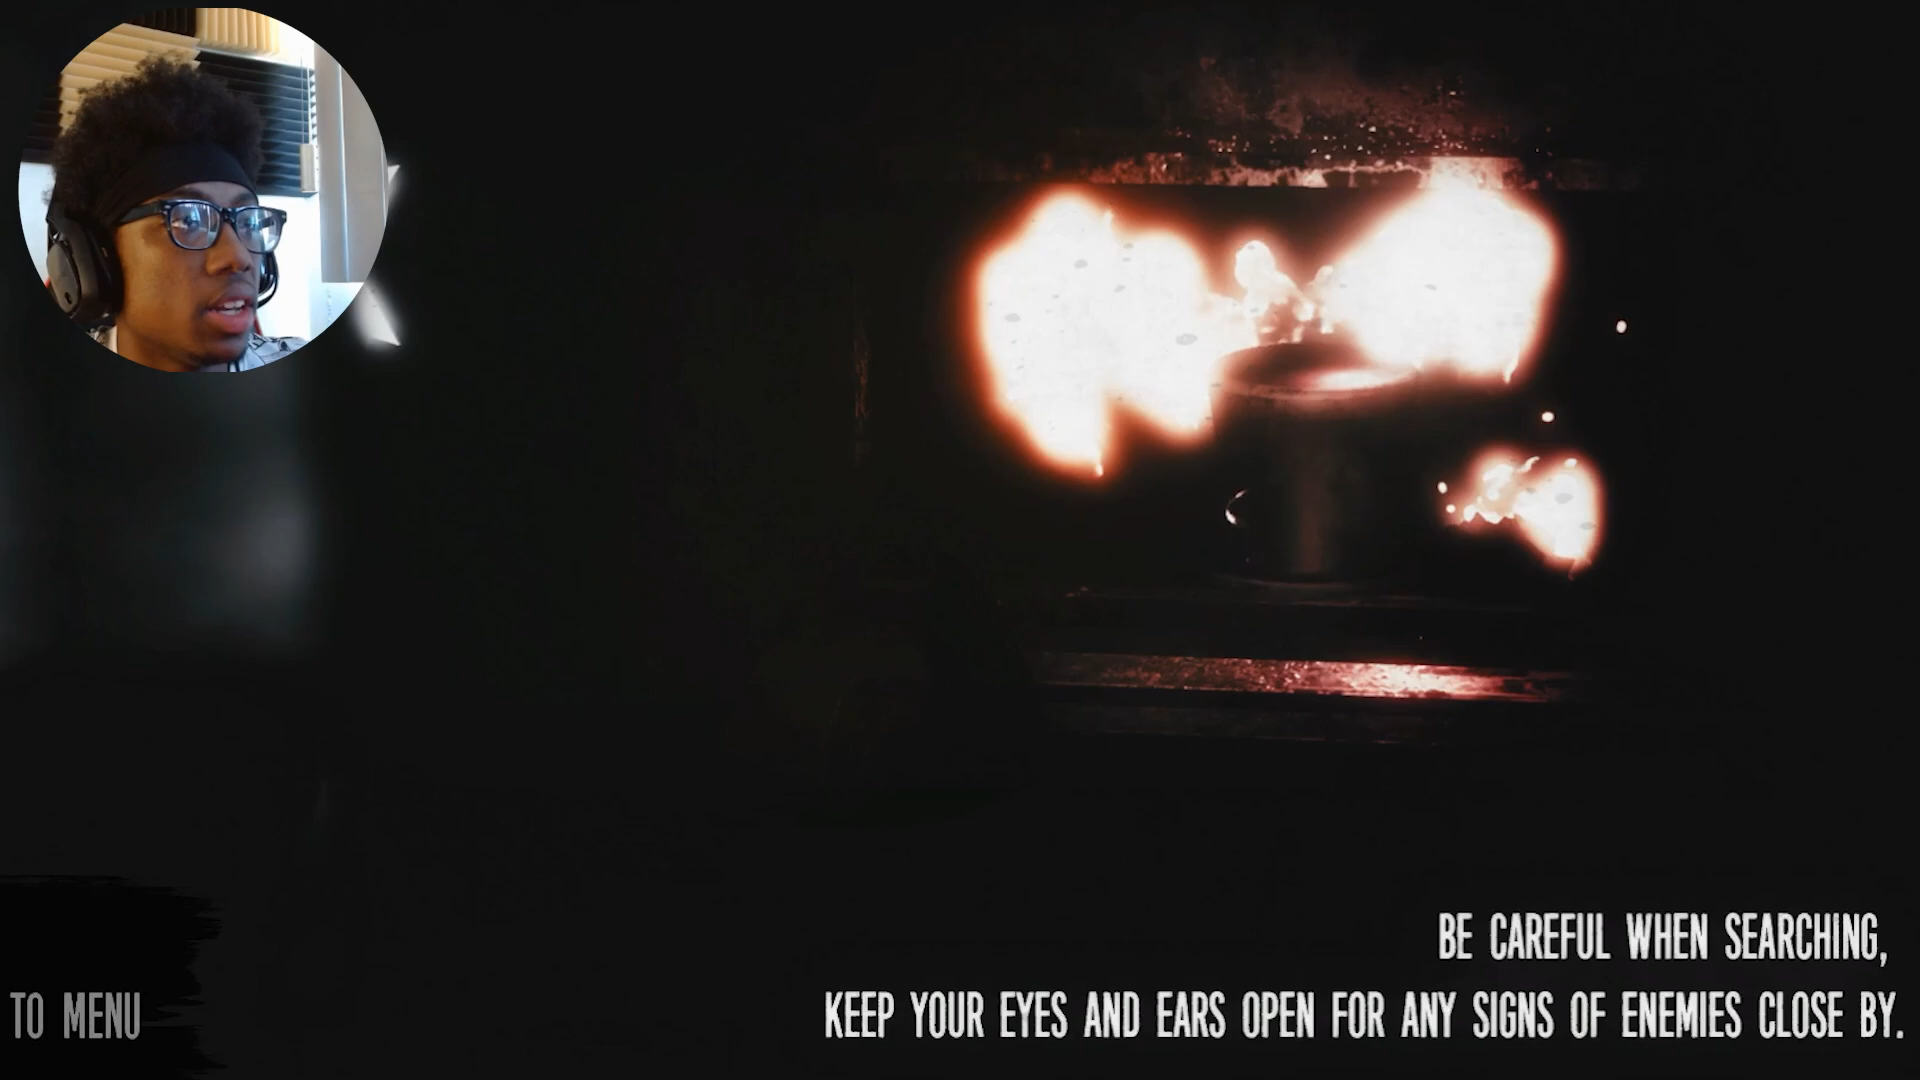 BE CAREFUL WHEN SEARCHING,
KEEP YOUR EYES AND EARS OPEN FOR ANY SIGNS OF ENEMIES CLOSE BY.
TO MENU